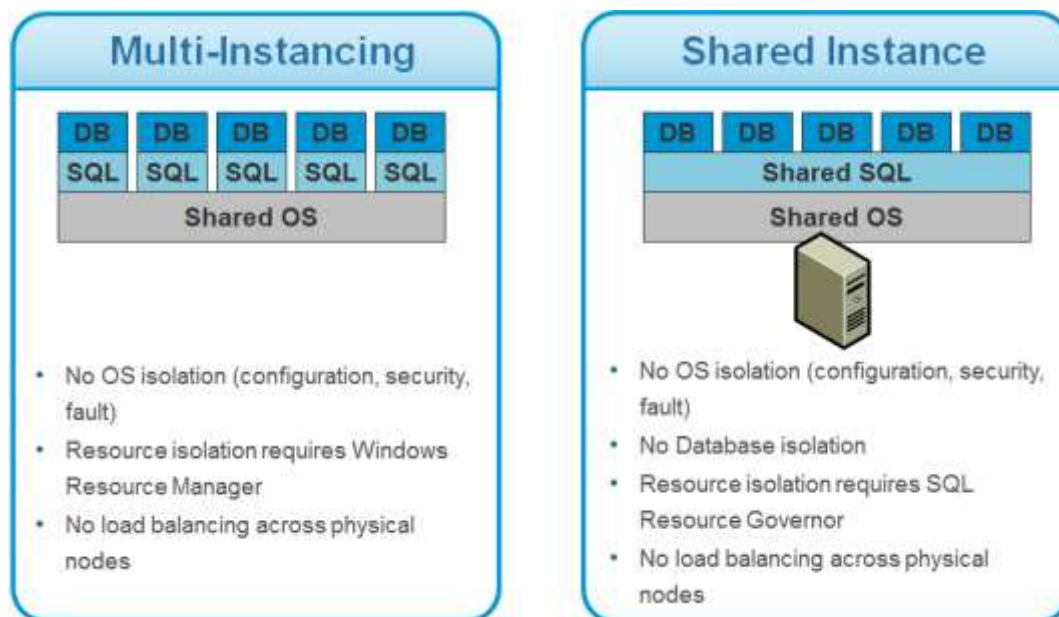 Multi-Instancing
DB DB DB DB DB
SQL SQL SQL SQL SQL
Shared OS
• No OS isolation (configuration, security,
fault)
• Resource isolation requires Windows
Resource Manager
• No load balancing across physical
nodes
Shared Instance
DB DB DB DB DB
Shared SQL
Shared OS
• No OS isolation (configuration, security,
fault)
• No Database isolation
• Resource isolation requires SQL
Resource Governor
• No load balancing across physical
nodes